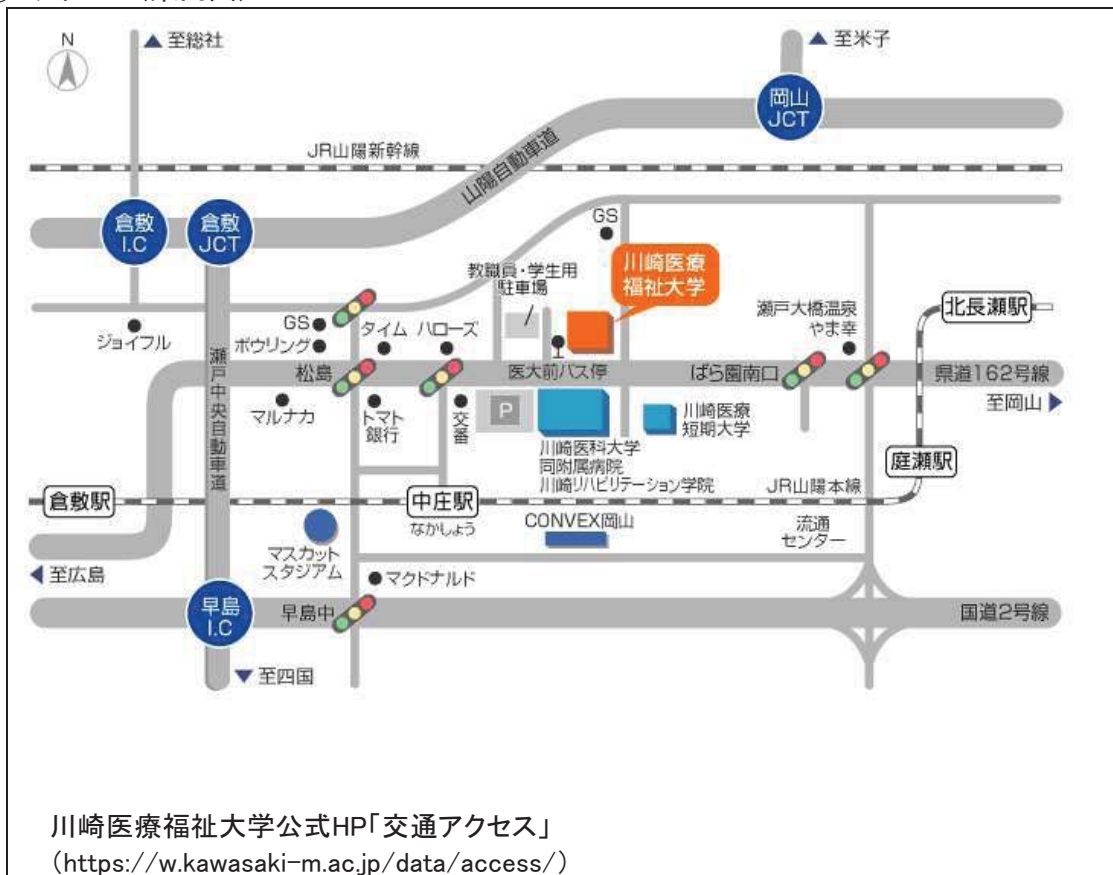 N
至総社
至米子
岡山
JCT
JR山陽新幹線
山陽自動車道
倉敷
I.C
倉敷
JCT
GS
教職員・学生用
駐車場
川崎医療
福祉大学
瀬戸大橋温泉
やま幸
北長瀬駅
ジョイフル
GS
ボウリング
タイム
ハローズ
松島
医大前バス停
ばら園南口
県道162号線
至岡山
瀬戸中央自動車道
マルナカ
トマト
銀行
交番
P
川崎医療
短期大学
川崎医科大学
同附属病院
川崎リハビリテーション学院
庭瀬駅
JR山陽本線
倉敷駅
中庄駅
なかしょう
CONVEX岡山
流通
センター
マスカット
スタジアム
至広島
マクドナルド
早島
I.C
早島中
国道2号線
至四国
川崎医療福祉大学公式HP「交通アクセス」
（https://w.kawasaki-m.ac.jp/data/access/）